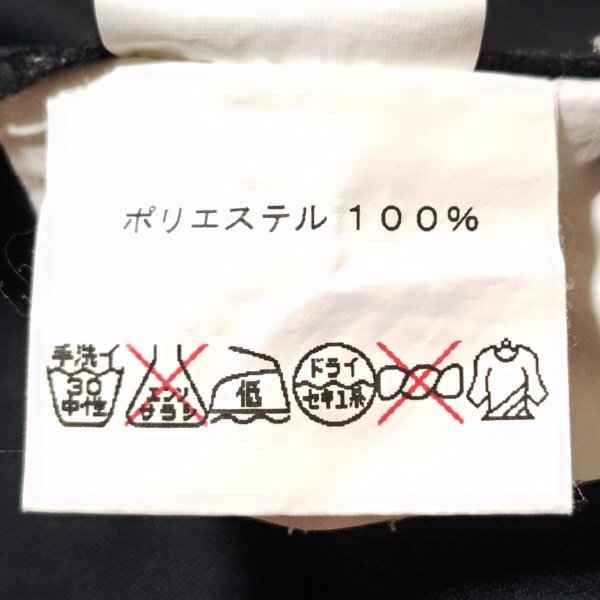 ポリエステル 100%
手洗イ
30
中性
エンソ
サラシ
低
ドライ
セキユ系